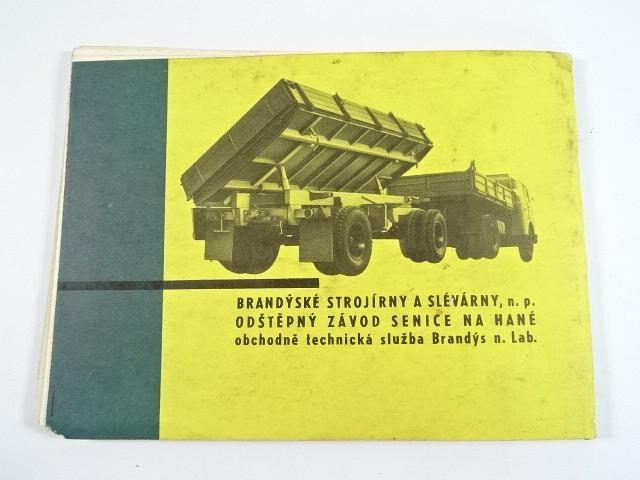 BRANDÝSKÉ STROJÍRNY A SLÉVÁRNY, n. p.
ODŠTĚPNÝ ZÁVOD SENICE NA HANÉ
obchodně technická služba Brandýs n. Lab.